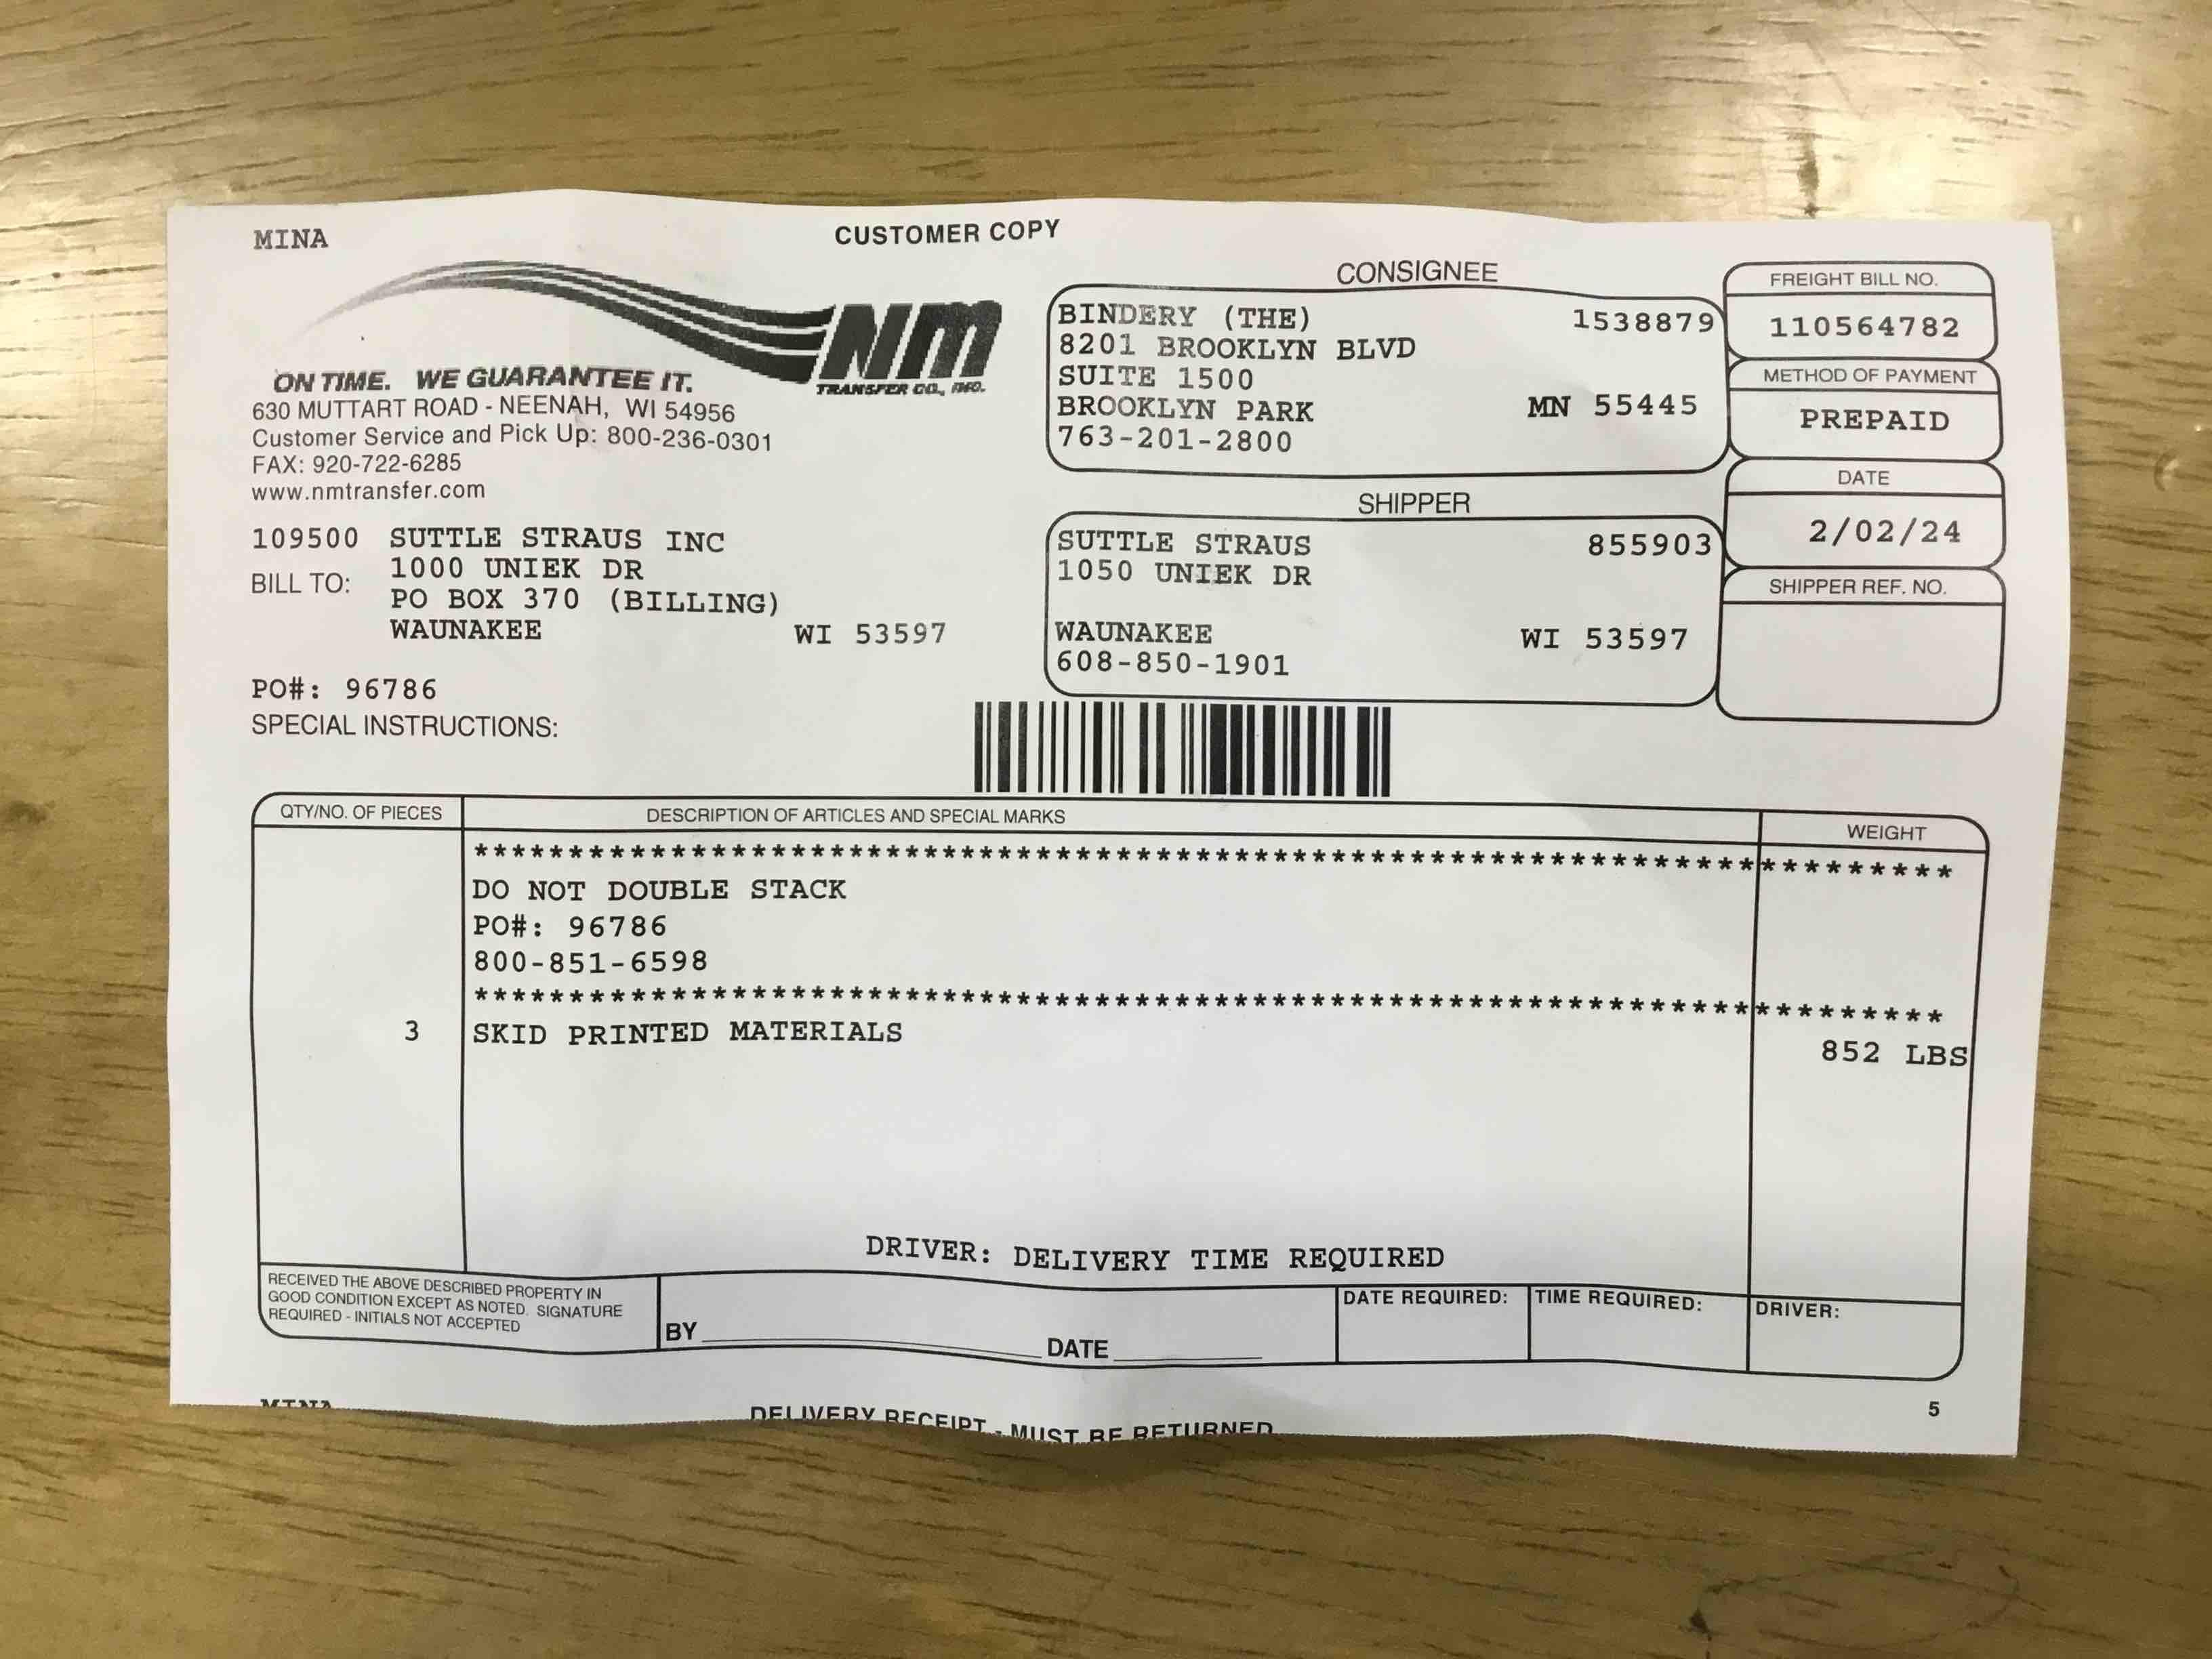 MINA
CUSTOMER COPY
NM
TRANSFER CO., INC.
ON TIME. WE GUARANTEE IT.
630 MUTTART ROAD - NEENAH, WI 54956
Customer Service and Pick Up: 800-236-0301
FAX: 920-722-6285
www.nmtransfer.com
CONSIGNEE
BINDERY (THE) 1538879
8201 BROOKLYN BLVD
SUITE 1500
BROOKLYN PARK MN 55445
763-201-2800
FREIGHT BILL NO.
110564782
METHOD OF PAYMENT
PREPAID
DATE
2/02/24
SHIPPER REF. NO.
SHIPPER
SUTTLE STRAUS 855903
1050 UNIEK DR
WAUNAKEE WI 53597
608-850-1901
109500 SUTTLE STRAUS INC
1000 UNIEK DR
BILL TO:
PO BOX 370 (BILLING)
WAUNAKEE WI 53597
PO#: 96786
SPECIAL INSTRUCTIONS:
QTY/NO. OF PIECES DESCRIPTION OF ARTICLES AND SPECIAL MARKS WEIGHT
**********************************************************************
DO NOT DOUBLE STACK
PO#: 96786
800-851-6598
**********************************************************************
3 SKID PRINTED MATERIALS 852 LBS
DRIVER: DELIVERY TIME REQUIRED
RECEIVED THE ABOVE DESCRIBED PROPERTY IN
GOOD CONDITION EXCEPT AS NOTED. SIGNATURE
REQUIRED - INITIALS NOT ACCEPTED
BY DATE
DATE REQUIRED: TIME REQUIRED: DRIVER:
MINA DELIVERY RECEIPT - MUST BE RETURNED 5